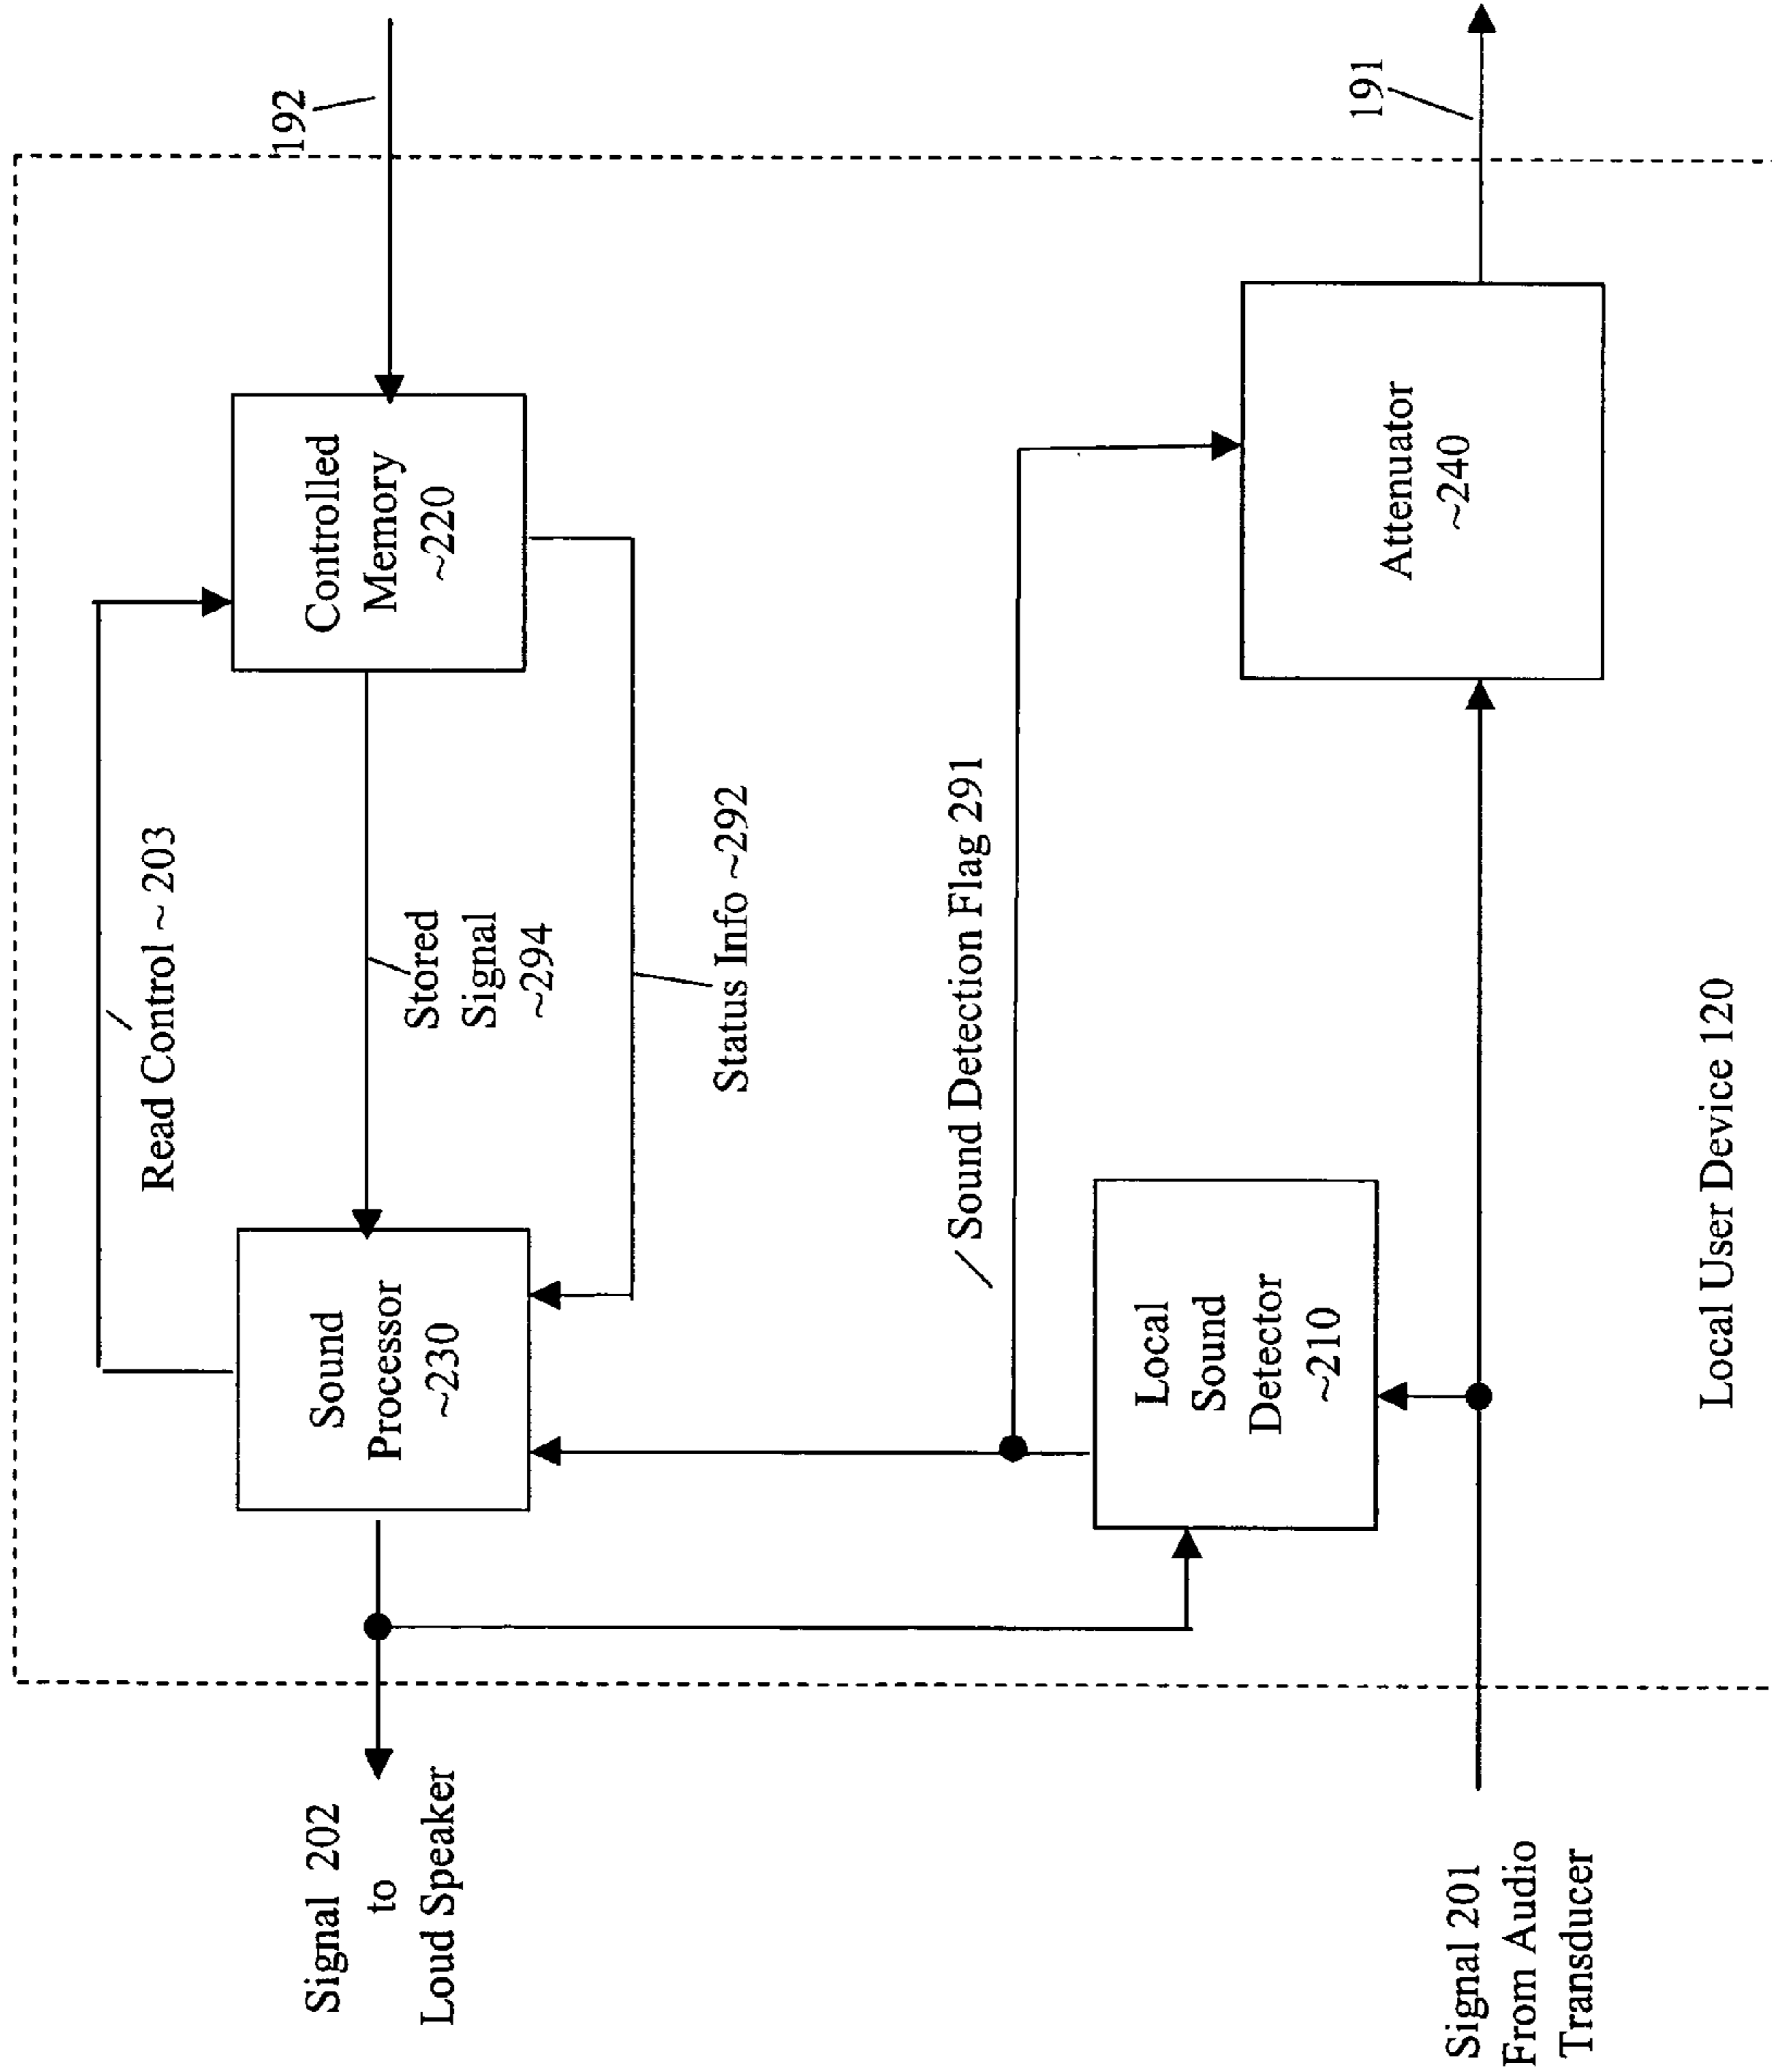 192
Read Control ~ 203
Controlled
Memory
~220
Sound
Processor
~230
Stored
Signal
~294
Status Info ~292
Signal 202
to
Loud Speaker
Sound Detection Flag 291
191
Local
Sound
Detector
~210
Attenuator
~240
Signal 201
From Audio
Transducer
Local User Device 120